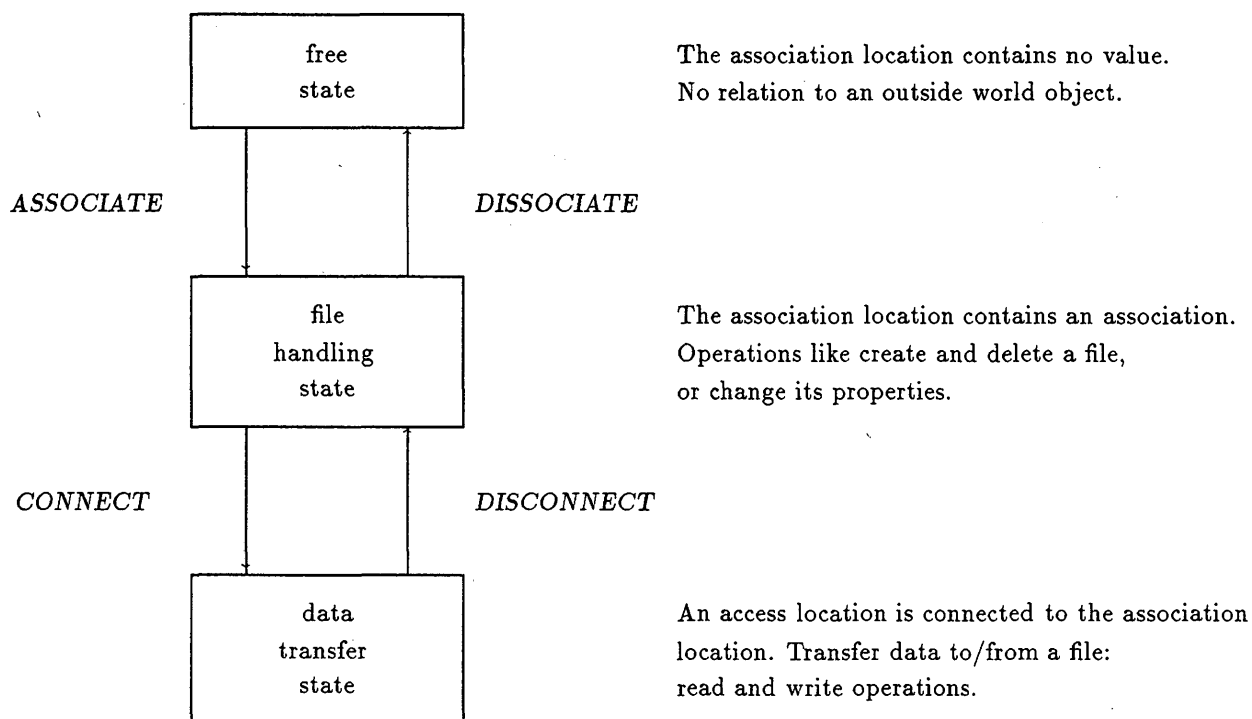 free
state
The association location contains no value.
No relation to an outside world object.
ASSOCIATE
DISSOCIATE
file
handling
state
The association location contains an association.
Operations like create and delete a file,
or change its properties.
CONNECT
DISCONNECT
data
transfer
state
An access location is connected to the association
location. Transfer data to/from a file:
read and write operations.